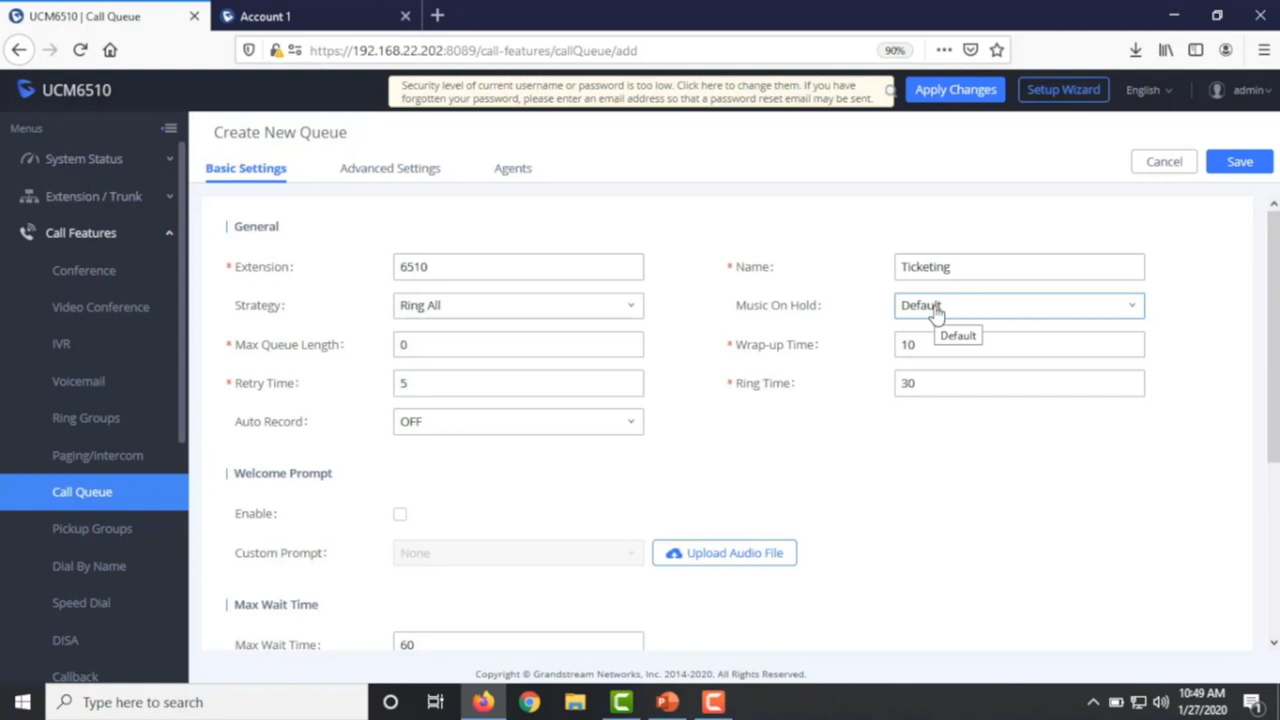 UCM6510 | Call Queue
Account 1
https://192.168.22.202:8089/call-features/callQueue/add
90%
UCM6510
Security level of current username or password is too low. Click here to change them. If you have
forgotten your password, please enter an email address so that a password reset email may be sent.
Apply Changes
Setup Wizard
English
admin
Menus
System Status
Extension / Trunk
Call Features
Conference
Video Conference
IVR
Voicemail
Ring Groups
Paging/Intercom
Call Queue
Pickup Groups
Dial By Name
Speed Dial
DISA
Callback
Create New Queue
Basic Settings
Advanced Settings
Agents
Cancel
Save
General
* Extension: 6510
* Name: Ticketing
Strategy: Ring All
Music On Hold: Default
Default
* Max Queue Length: 0
* Wrap-up Time: 10
* Retry Time: 5
* Ring Time: 30
Auto Record: OFF
Welcome Prompt
Enable:
Custom Prompt: None
Upload Audio File
Max Wait Time
Max Wait Time: 60
Copyright © Grandstream Networks, Inc. 2014-2020. All Rights Reserved.
Type here to search
10:49 AM
1/27/2020
1